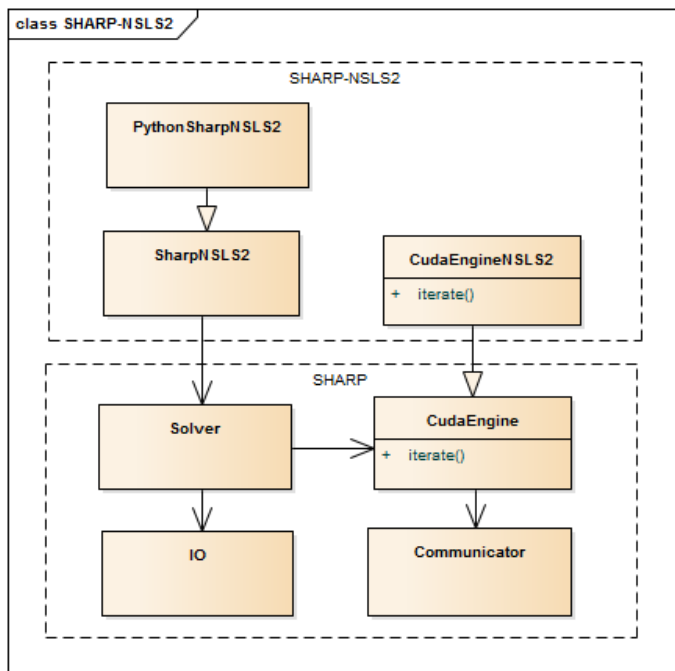 class SHARP-NSLS2
SHARP-NSLS2
PythonSharpNSLS2
SharpNSLS2
CudaEngineNSLS2
+ iterate()
SHARP
Solver
CudaEngine
+ iterate()
IO
Communicator